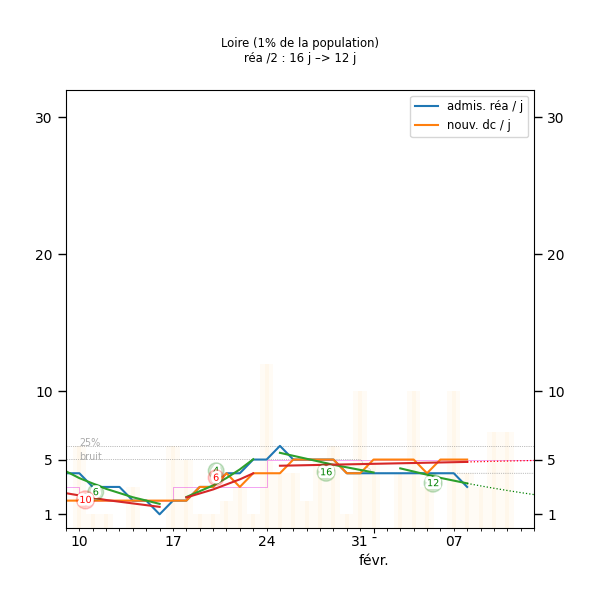 Loire (1% de la population)
réa /2 : 16 j –> 12 j
admis. réa / j
nouv. dc / j
30 30
20 20
10 10
25%
bruit
5 5
4
6
16
12
6
10
1 1
10 17 24 31 - 07
févr.